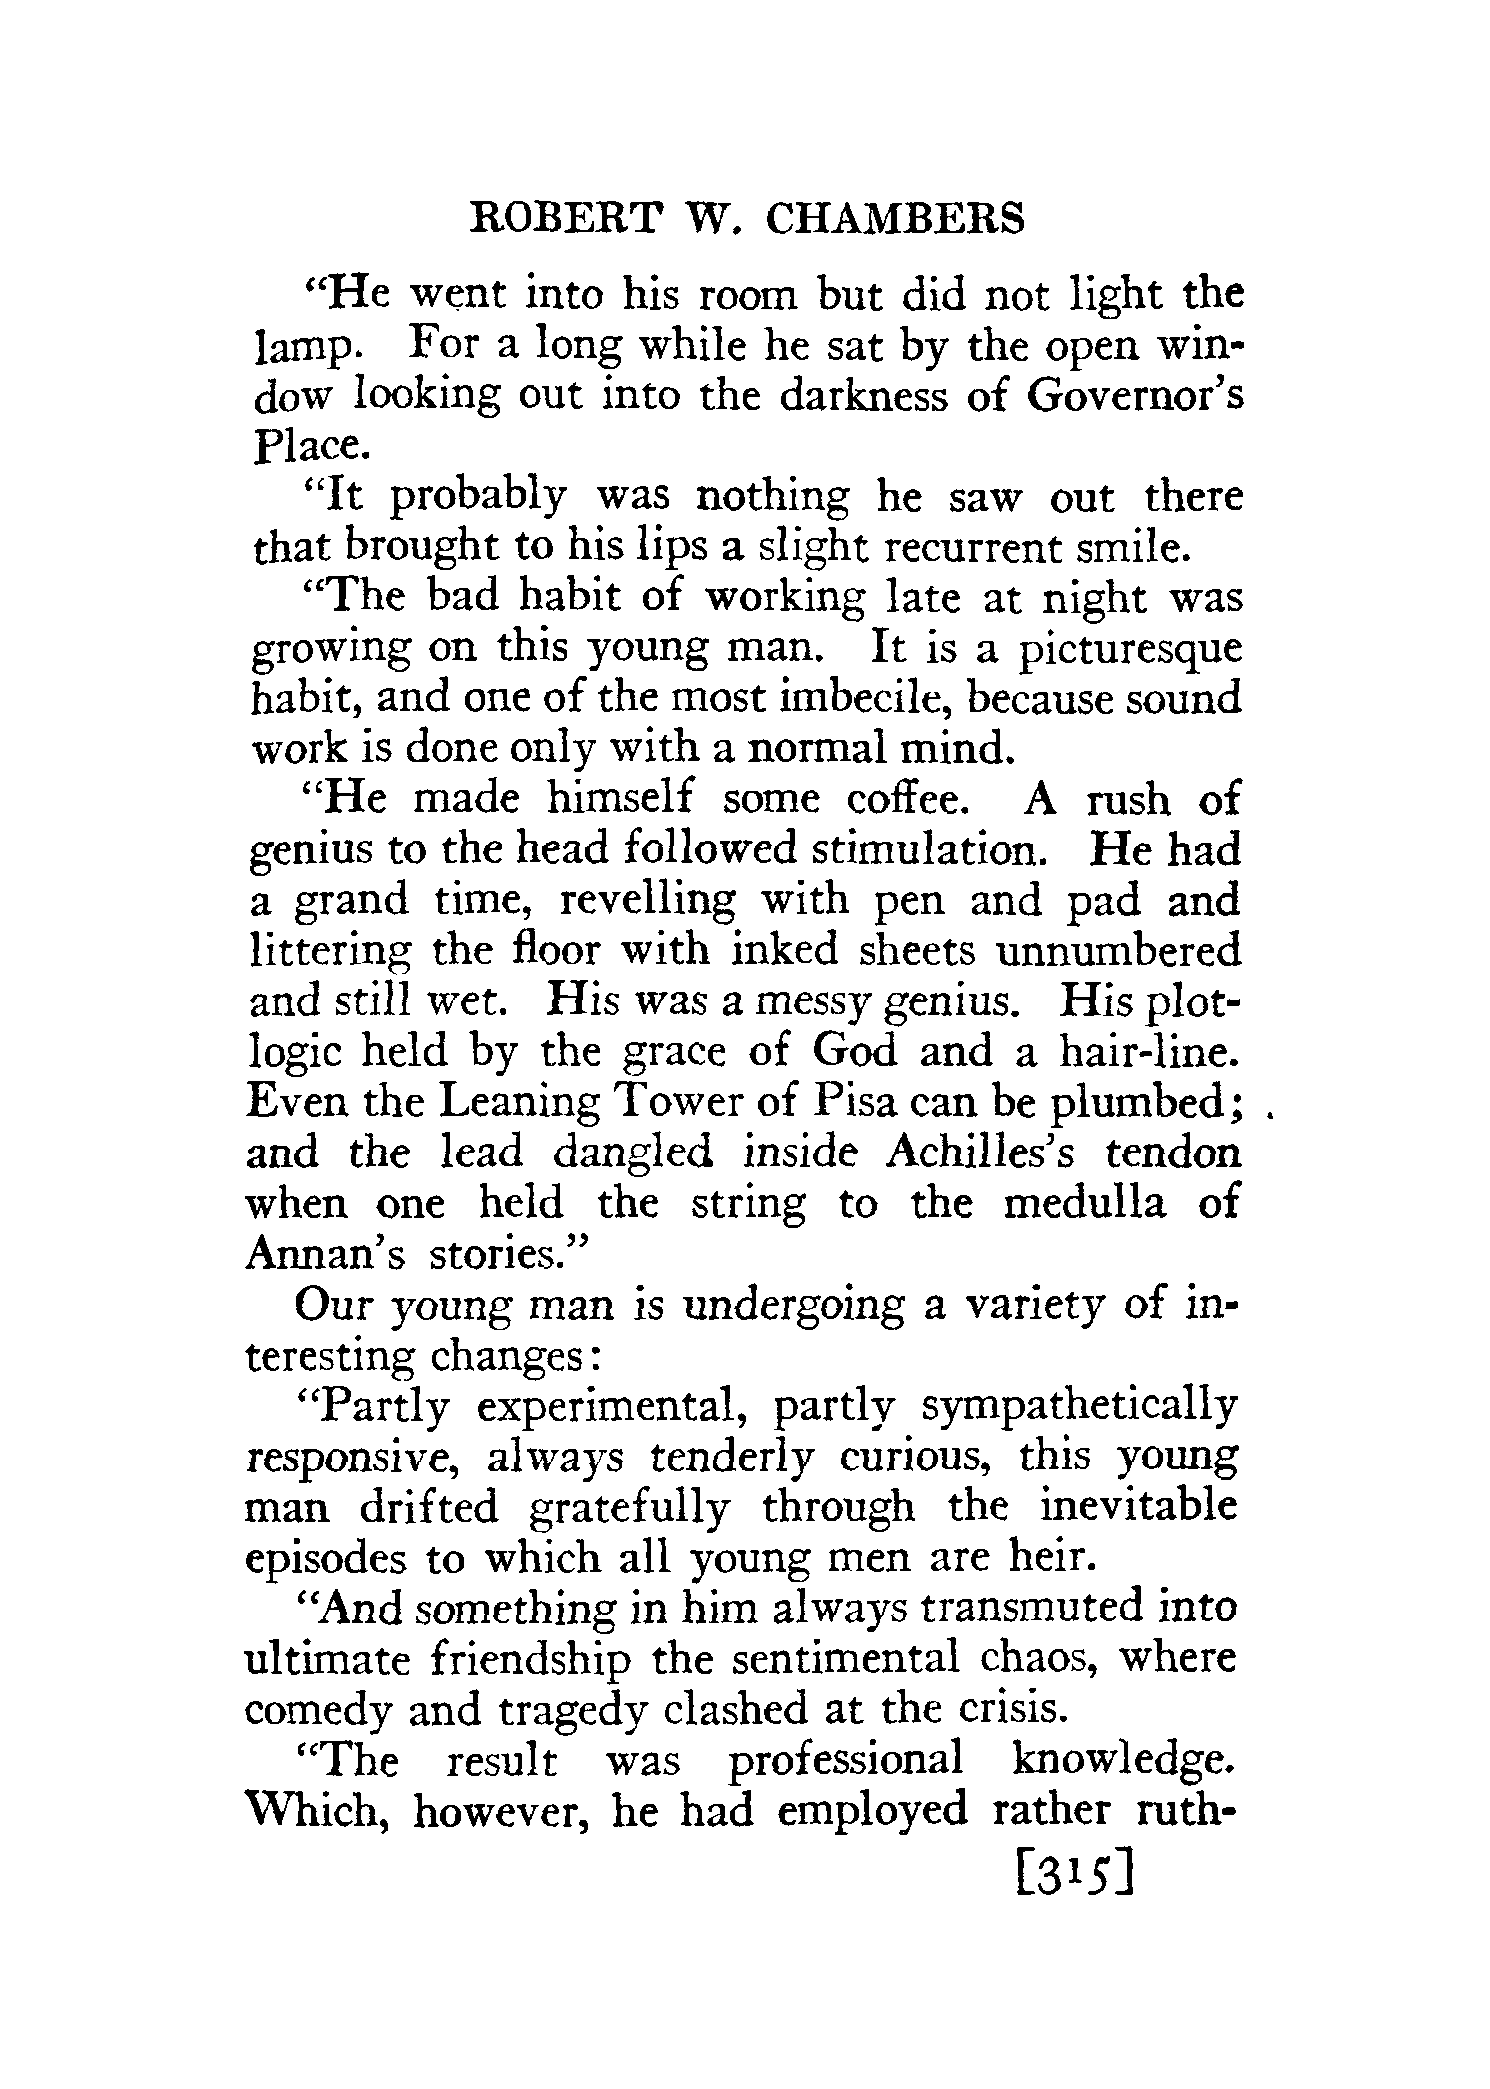 ROBERT W. CHAMBERS
“He went into his room but did not light the
lamp. For a long while he sat by the open win-
dow looking out into the darkness of Governor’s
Place.
“It probably was nothing he saw out there
that brought to his lips a slight recurrent smile.
“The bad habit of working late at night was
growing on this young man. It is a picturesque
habit, and one of the most imbecile, because sound
work is done only with a normal mind.
“He made himself some coffee. A rush of
genius to the head followed stimulation. He had
a grand time, revelling with pen and pad and
littering the floor with inked sheets unnumbered
and still wet. His was a messy genius. His plot-
logic held by the grace of God and a hair-line.
Even the Leaning Tower of Pisa can be plumbed;
and the lead dangled inside Achilles’s tendon
when one held the string to the medulla of
Annan’s stories.”
Our young man is undergoing a variety of in-
teresting changes:
“Partly experimental, partly sympathetically
responsive, always tenderly curious, this young
man drifted gratefully through the inevitable
episodes to which all young men are heir.
“And something in him always transmuted into
ultimate friendship the sentimental chaos, where
comedy and tragedy clashed at the crisis.
“The result was professional knowledge.
Which, however, he had employed rather ruth-
[315]